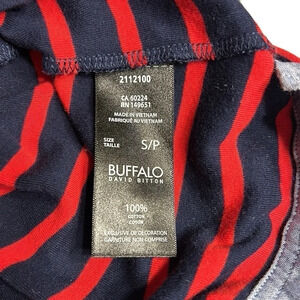 2112100
CA 60224
RN 149651
MADE IN VIETNAM
FABRIQUÉ AU VIETNAM
SIZE
TAILLE
S/P
BUFFALO
DAVID BITTON
100%
COTTON
COTON
EXCLUSIVE OF DECORATION
GARNITURE NON COMPRISE